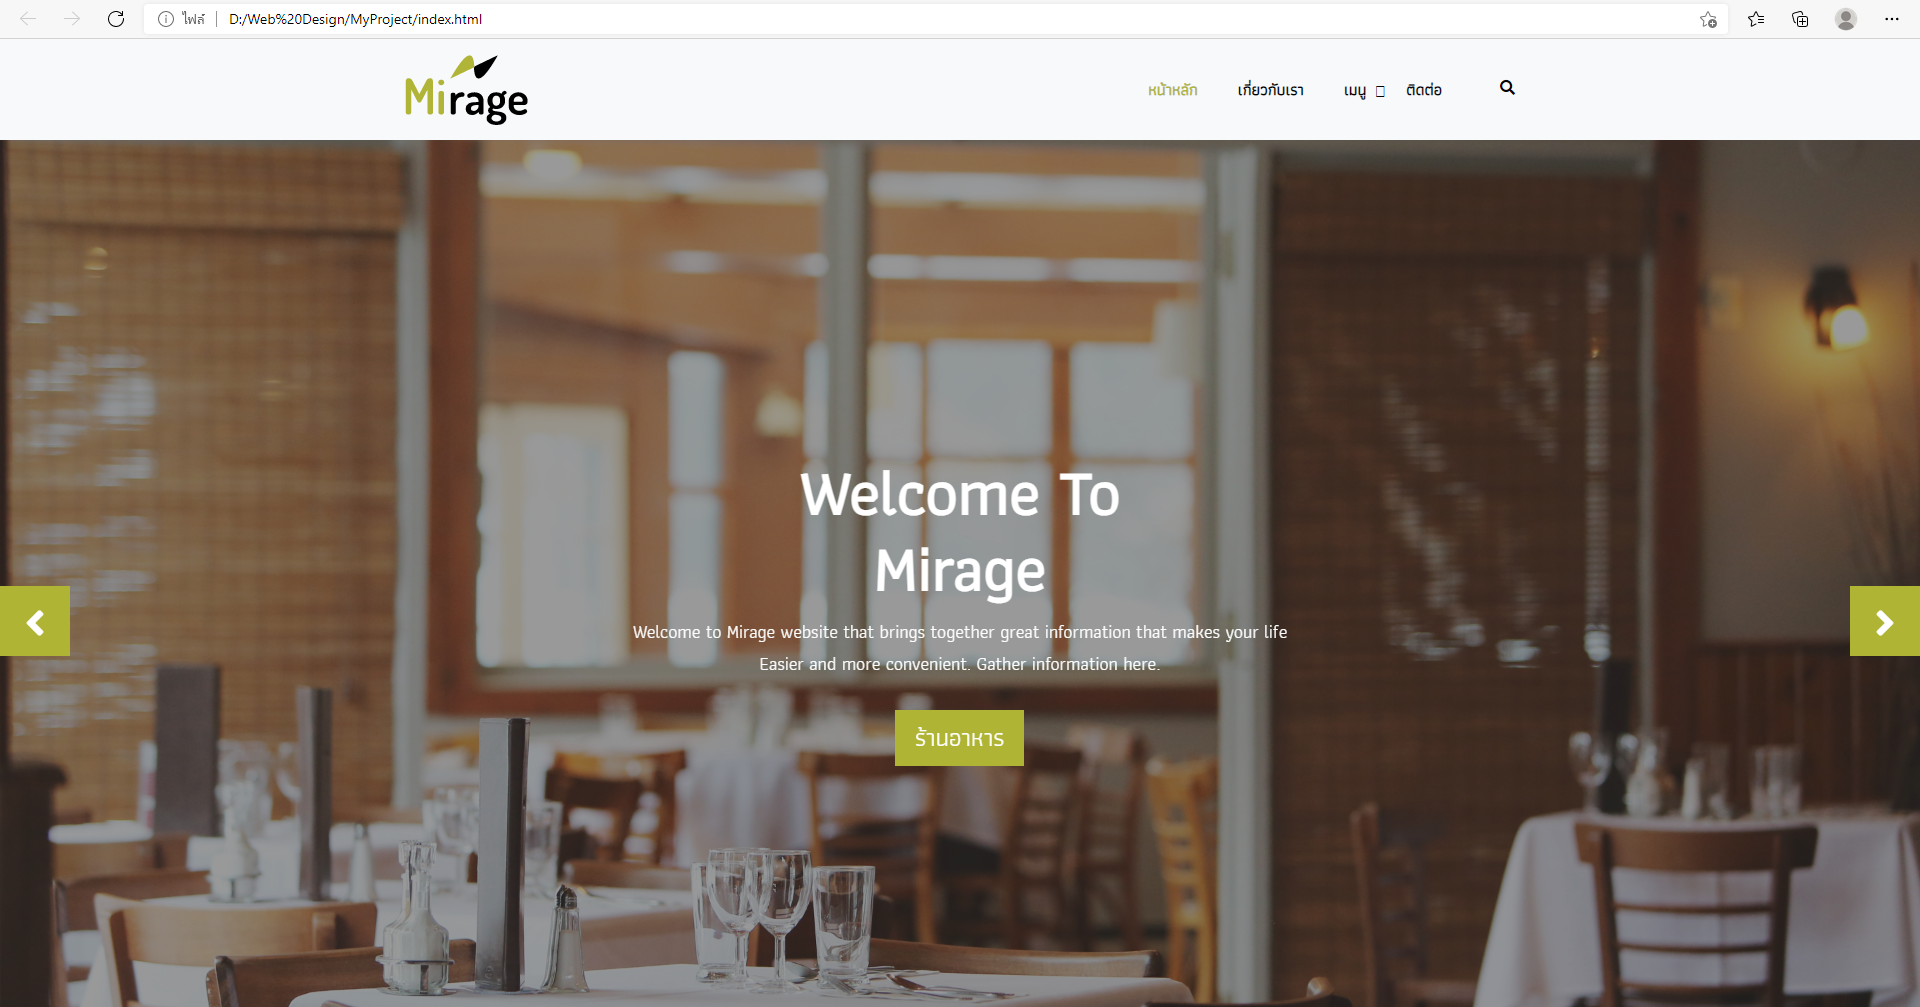 ไฟล์ D:/Web%20Design/MyProject/index.html
Mirage
หน้าหลัก เกี่ยวกับเรา เมนู ติดต่อ
Welcome To
Mirage
Welcome to Mirage website that brings together great information that makes your life
Easier and more convenient. Gather information here.
ร้านอาหาร